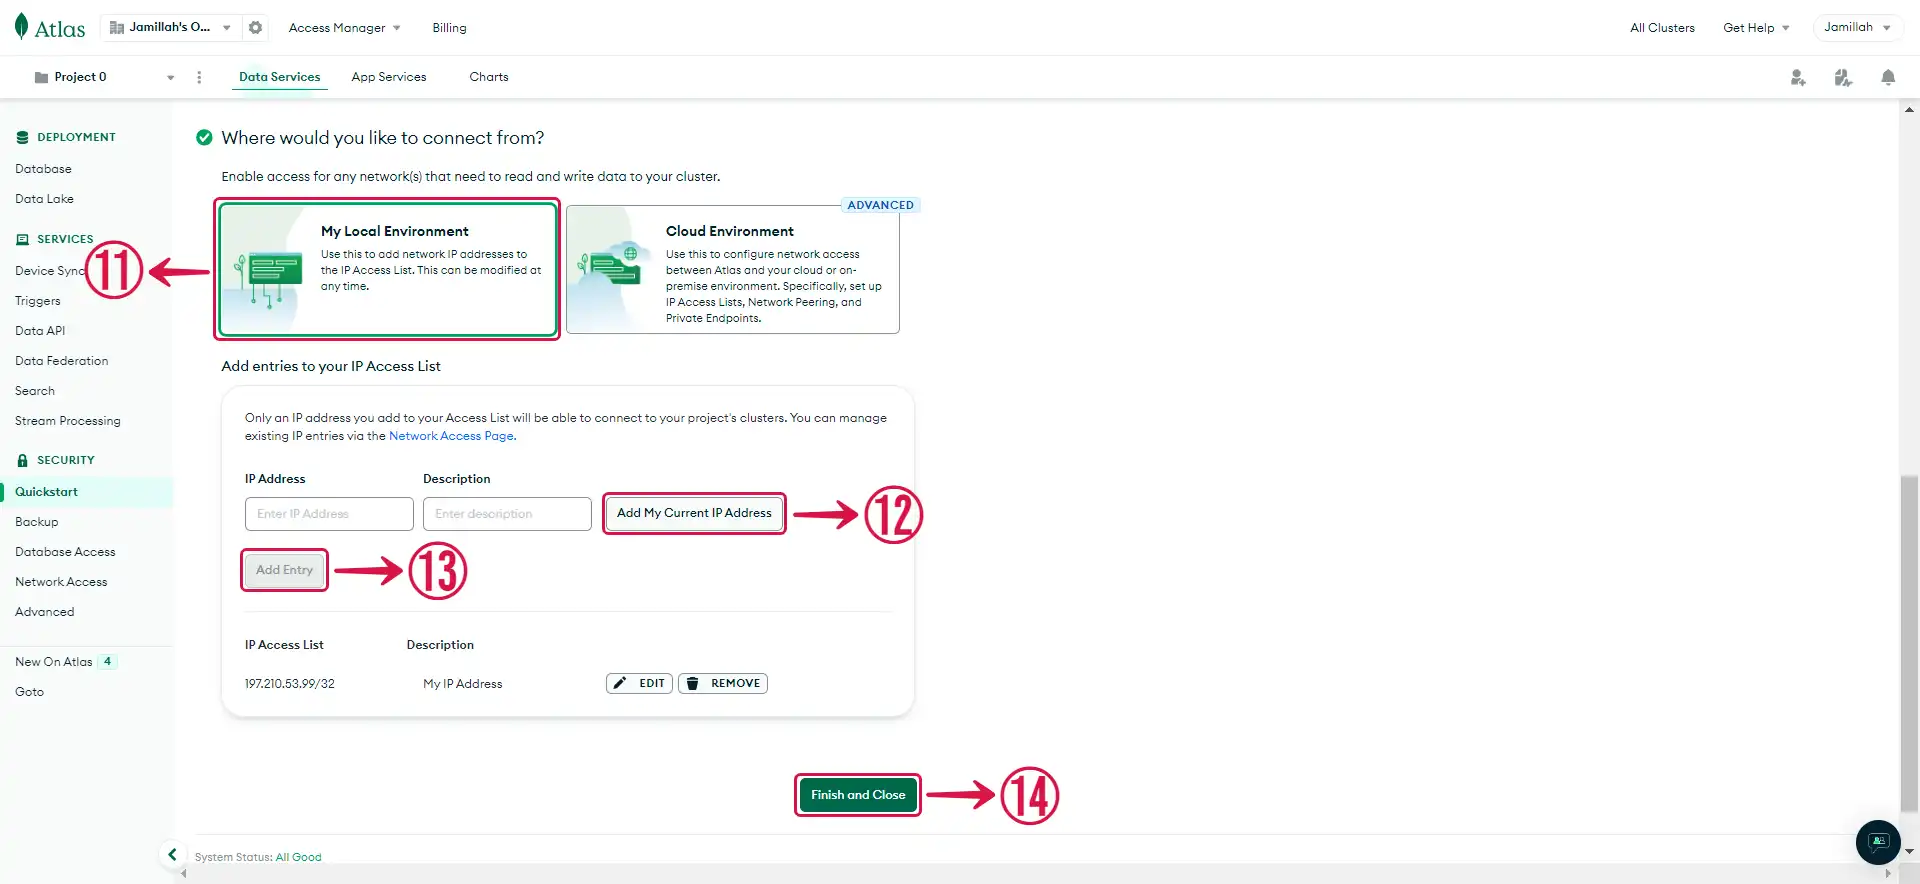 Atlas
Jamillah's O...
Access Manager
Billing
All Clusters
Get Help
Jamillah
Project 0
Data Services
App Services
Charts
DEPLOYMENT
Database
Data Lake
SERVICES
Device Sync
Triggers
Data API
Data Federation
Search
Stream Processing
SECURITY
Quickstart
Backup
Database Access
Network Access
Advanced
New On Atlas 4
Goto
Where would you like to connect from?
Enable access for any network(s) that need to read and write data to your cluster.
11
My Local Environment
Use this to add network IP addresses to
the IP Access List. This can be modified at
any time.
ADVANCED
Cloud Environment
Use this to configure network access
between Atlas and your cloud or on-
premise environment. Specifically, set up
IP Access Lists, Network Peering, and
Private Endpoints.
Add entries to your IP Access List
Only an IP address you add to your Access List will be able to connect to your project's clusters. You can manage
existing IP entries via the Network Access Page.
IP Address
Description
Enter IP Address
Enter description
Add My Current IP Address
12
Add Entry
13
IP Access List
Description
197.210.53.99/32
My IP Address
EDIT
REMOVE
Finish and Close
14
System Status: All Good